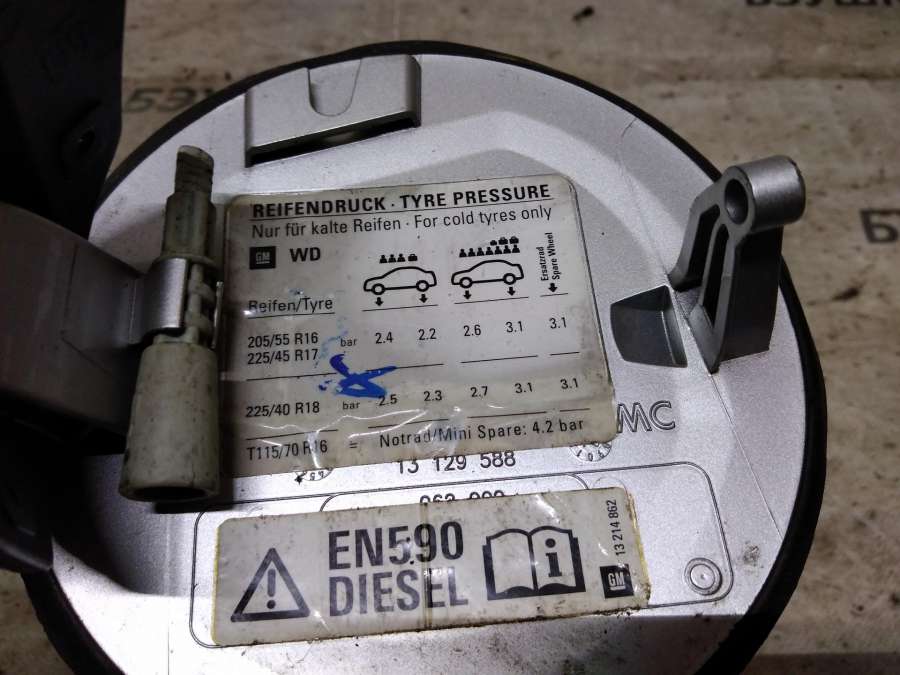 REIFENDRUCK · TYRE PRESSURE
Nur für kalte Reifen · For cold tyres only
GM WD
Ersatzrad
Spare Wheel
Reifen/Tyre
205/55 R16 bar 2.4 2.2 2.6 3.1 3.1
225/45 R17
225/40 R18 bar 2.5 2.3 2.7 3.1 3.1
T115/70 R16 = Notrad/Mini Spare: 4.2 bar
MC
13 129 588
EN590
DIESEL
GM
13 214 862